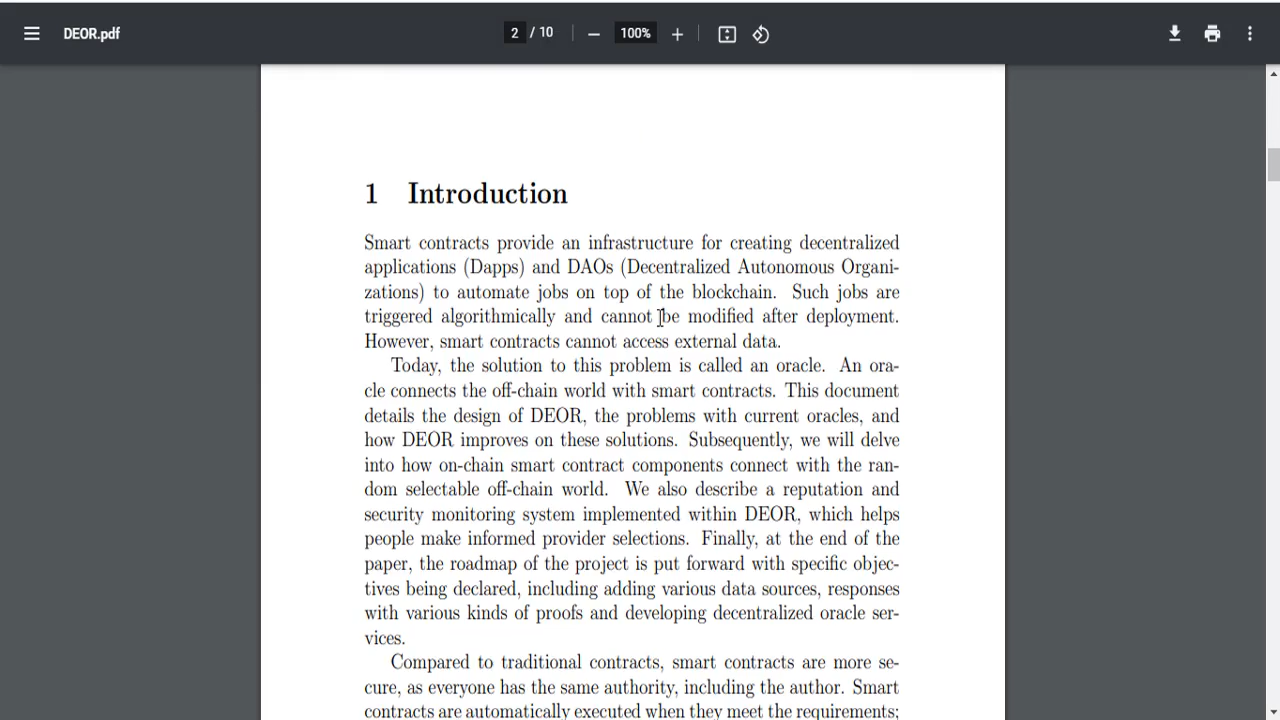 DEOR.pdf
2 / 10
100%
1 Introduction
Smart contracts provide an infrastructure for creating decentralized
applications (Dapps) and DAOs (Decentralized Autonomous Organi-
zations) to automate jobs on top of the blockchain. Such jobs are
triggered algorithmically and cannot be modified after deployment.
However, smart contracts cannot access external data.
Today, the solution to this problem is called an oracle. An ora-
cle connects the off-chain world with smart contracts. This document
details the design of DEOR, the problems with current oracles, and
how DEOR improves on these solutions. Subsequently, we will delve
into how on-chain smart contract components connect with the ran-
dom selectable off-chain world. We also describe a reputation and
security monitoring system implemented within DEOR, which helps
people make informed provider selections. Finally, at the end of the
paper, the roadmap of the project is put forward with specific objec-
tives being declared, including adding various data sources, responses
with various kinds of proofs and developing decentralized oracle ser-
vices.
Compared to traditional contracts, smart contracts are more se-
cure, as everyone has the same authority, including the author. Smart
contracts are automatically executed when they meet the requirements;